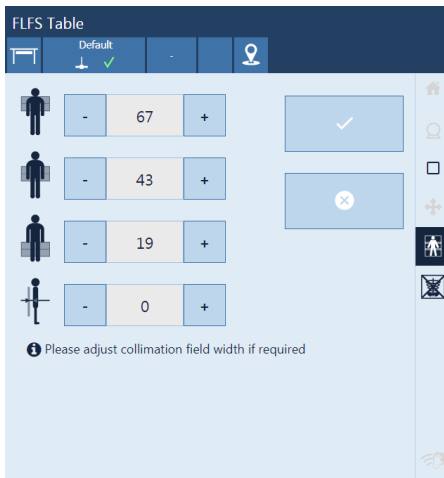 FLFS Table
Default
-
- 67 +
- 43 +
- 19 +
- 0 +
Please adjust collimation field width if required